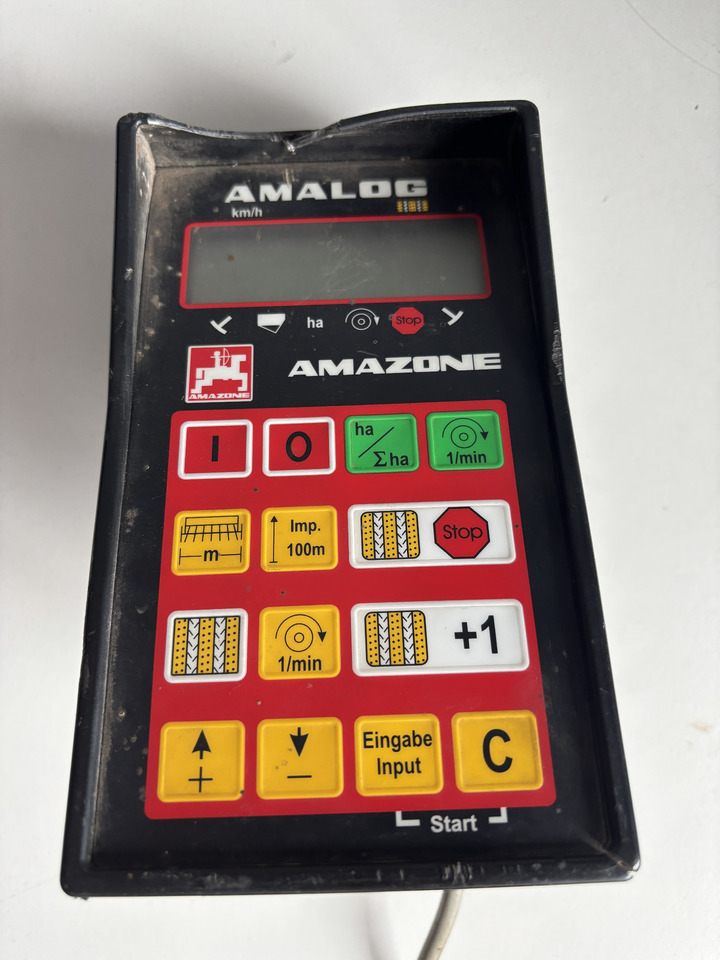 AMALOG
km/h
ha
Stop
AMAZONE
AMAZONE
I
O
ha/Σha
1/min
m
Imp.
100m
Stop
1/min
+1
+
−
Eingabe
Input
C
Start